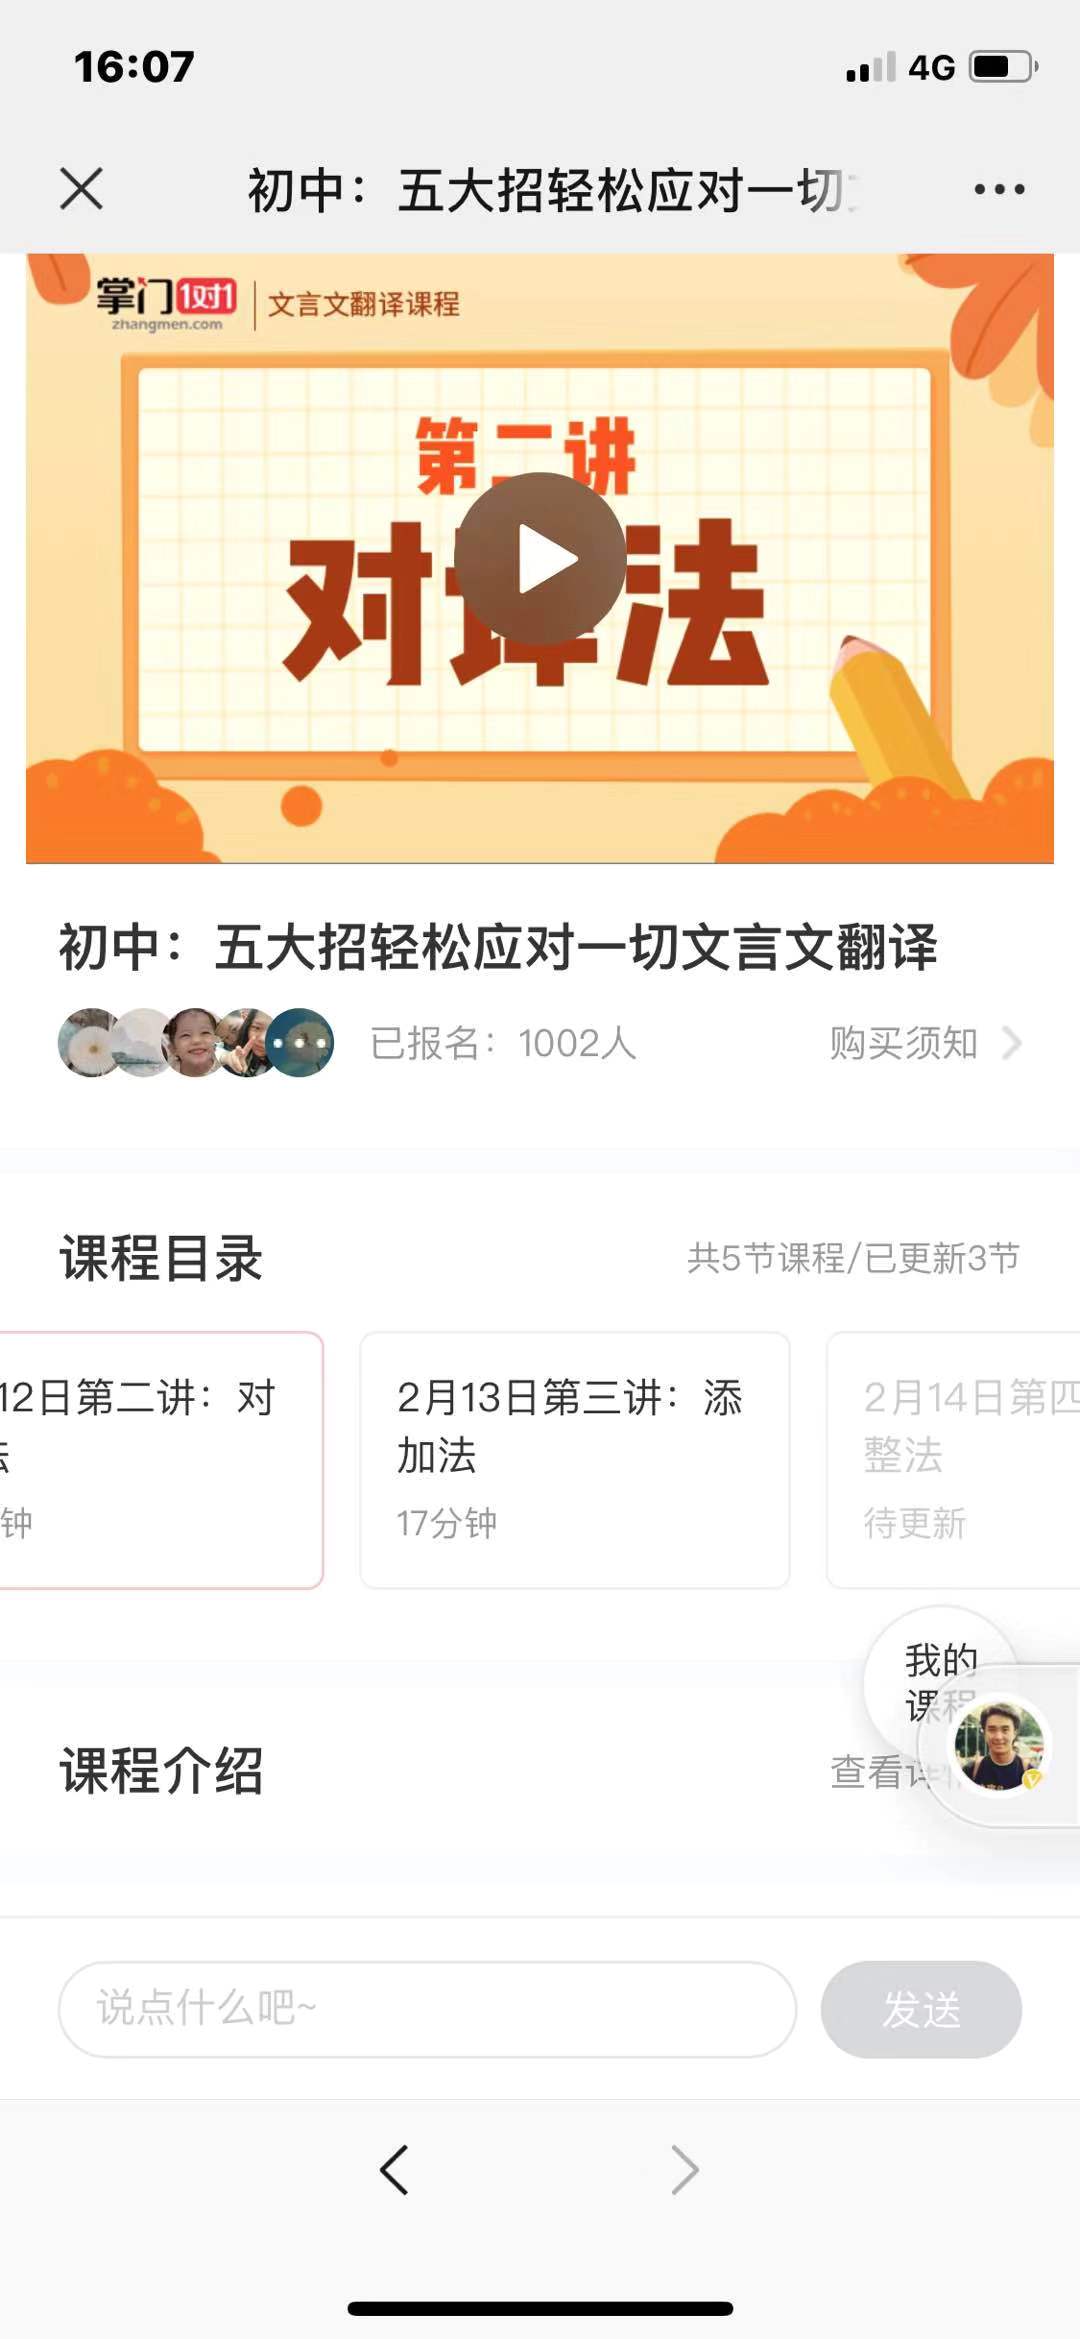 16:07
4G
初中：五大招轻松应对一切
掌门1对1
zhangmen.com
文言文翻译课程
第二讲
对译法
初中：五大招轻松应对一切文言文翻译
已报名：1002人
购买须知
课程目录
共5节课程/已更新3节
12日第二讲：对
钟
2月13日第三讲：添
加法
17分钟
2月14日第四
整法
待更新
我的
课程
课程介绍
查看详
说点什么吧~
发送